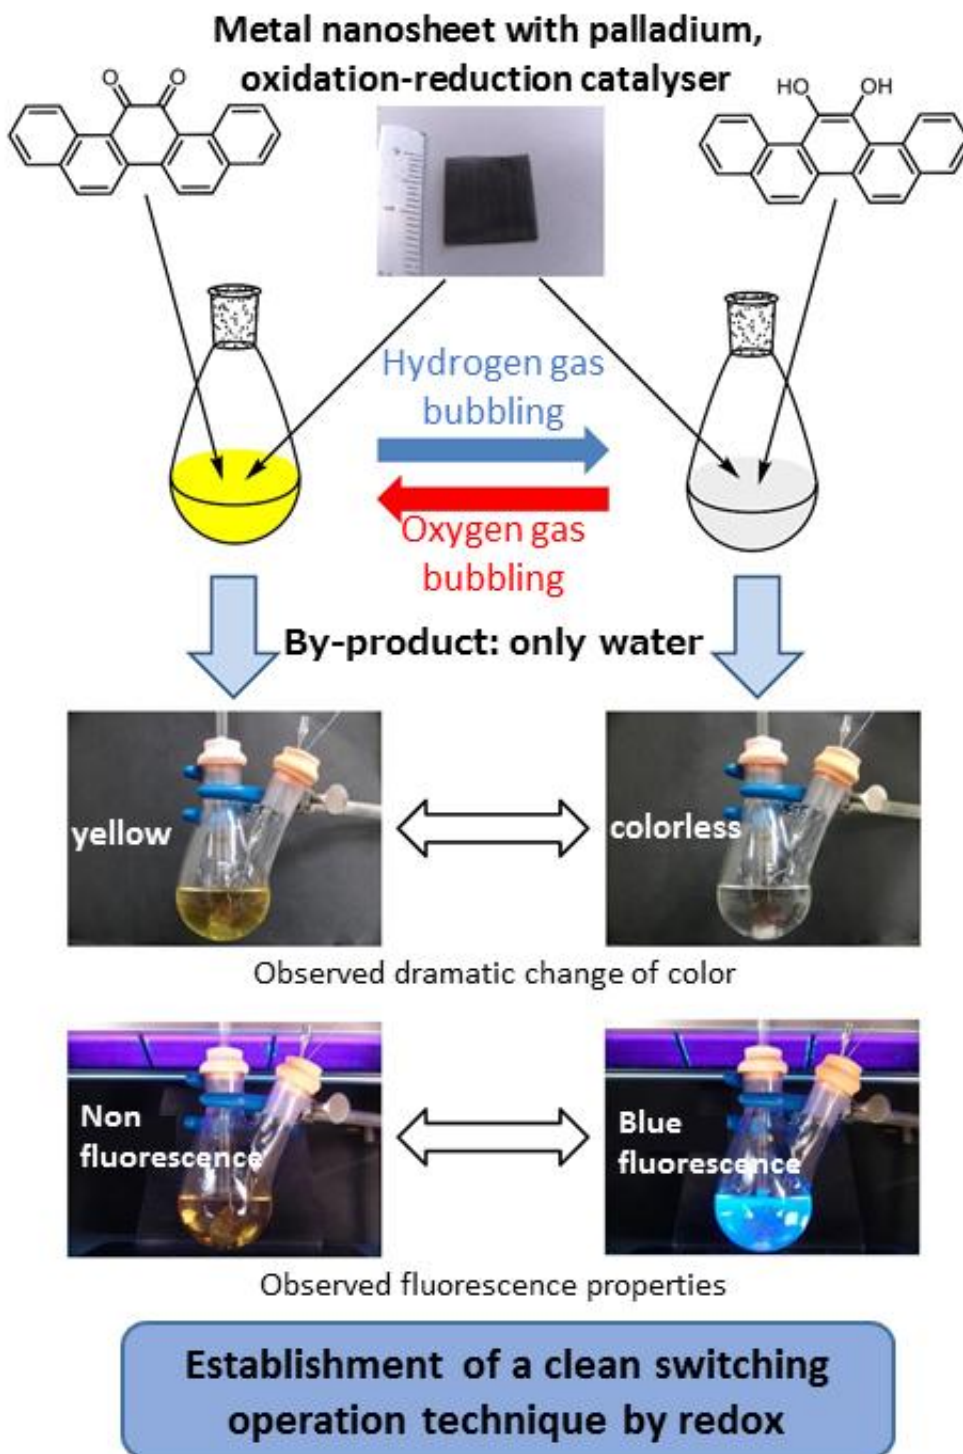 Metal nanosheet with palladium,
oxidation-reduction catalyser
O O
HO OH
Hydrogen gas
bubbling
Oxygen gas
bubbling
By-product: only water
yellow
colorless
Observed dramatic change of color
Non
fluorescence
Blue
fluorescence
Observed fluorescence properties
Establishment of a clean switching
operation technique by redox